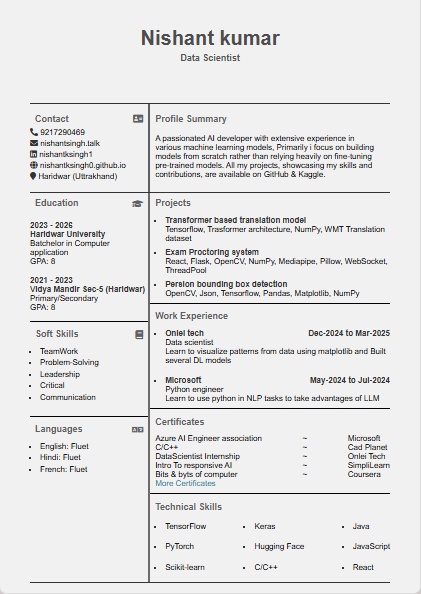 Nishant kumar
Data Scientist
Contact
9217290469
nishantsingh.talk
nishantksingh1
nishantksingh0.github.io
Haridwar (Uttrakhand)
Education
2023 - 2026
Haridwar University
Batchelor in Computer
application
GPA: 8
2021 - 2023
Vidya Mandir Sec-5 (Haridwar)
Primary/Secondary
GPA: 8
Soft Skills
TeamWork
Problem-Solving
Leadership
Critical
Communication
Languages
English: Fluet
Hindi: Fluet
French: Fluet
Profile Summary
A passionated AI developer with extensive experience in
various machine learning models, Primarily i focus on building
models from scratch rather than relying heavily on fine-tuning
pre-trained models. All my projects, showcasing my skills and
contributions, are available on GitHub & Kaggle.
Projects
Transformer based translation model
Tensorflow, Trasformer architecture, NumPy, WMT Translation
dataset
Exam Proctoring system
React, Flask, OpenCV, NumPy, Mediapipe, Pillow, WebSocket,
ThreadPool
Persion bounding box detection
OpenCV, Json, Tensorflow, Pandas, Matplotlib, NumPy
Work Experience
Onlei tech Dec-2024 to Mar-2025
Data scientist
Learn to visualize patterns from data using matplotlib and Built
several DL models
Microsoft May-2024 to Jul-2024
Python engineer
Learn to use python in NLP tasks to take advantages of LLM
Certificates
Azure AI Engineer association ~ Microsoft
C/C++ ~ Cad Planet
DataScientist Internship ~ Onlei Tech
Intro To responsive AI ~ SimpliLearn
Bits & byts of computer ~ Coursera
More Certificates
Technical Skills
TensorFlow Keras Java
PyTorch Hugging Face JavaScript
Scikit-learn C/C++ React